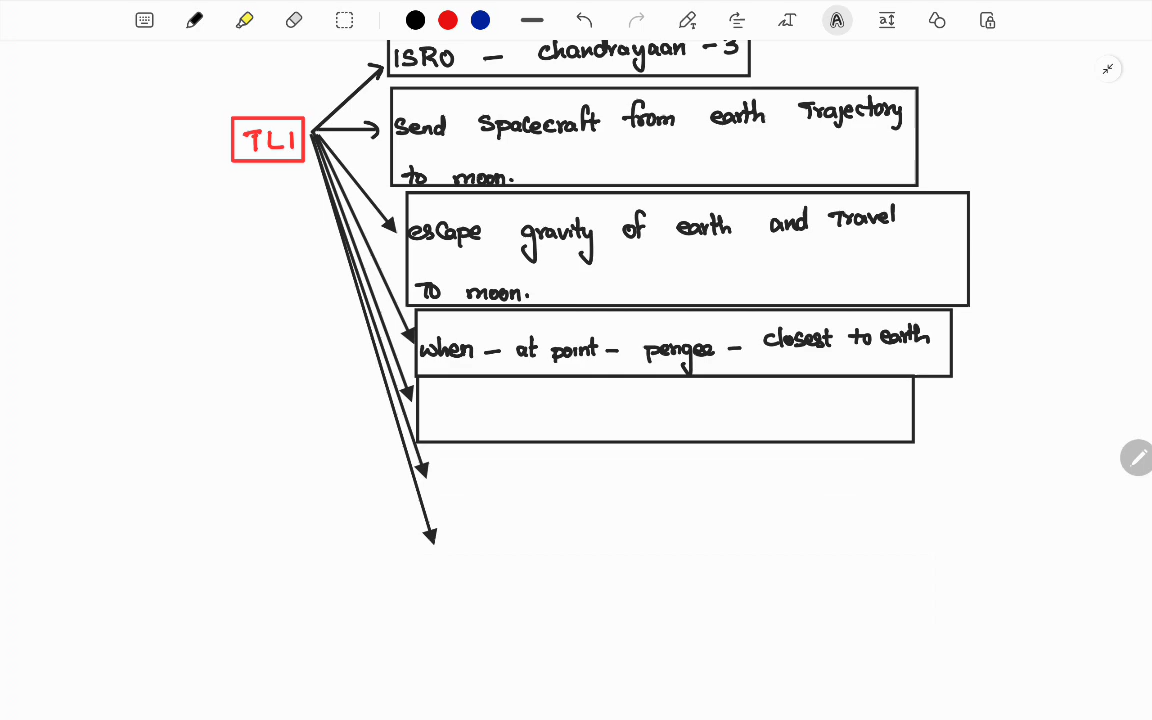 ISRO - Chandrayaan - 3
TLI
Send Spacecraft from earth Trajectory
to moon.
escape gravity of earth and Travel
To moon.
when - at point - perigee - closest to earth